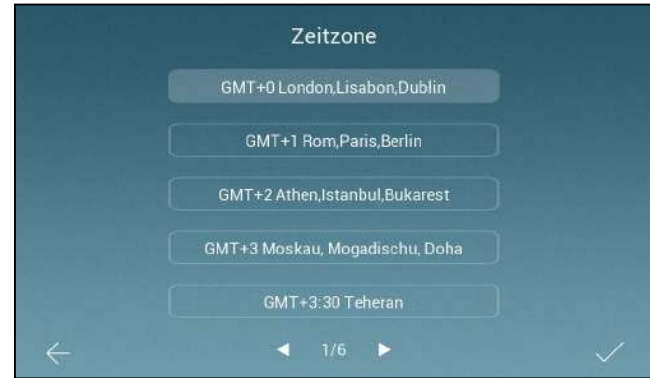 Zeitzone
GMT+0 London,Lisabon,Dublin
GMT+1 Rom,Paris,Berlin
GMT+2 Athen,Istanbul,Bukarest
GMT+3 Moskau, Mogadischu, Doha
GMT+3:30 Teheran
1/6